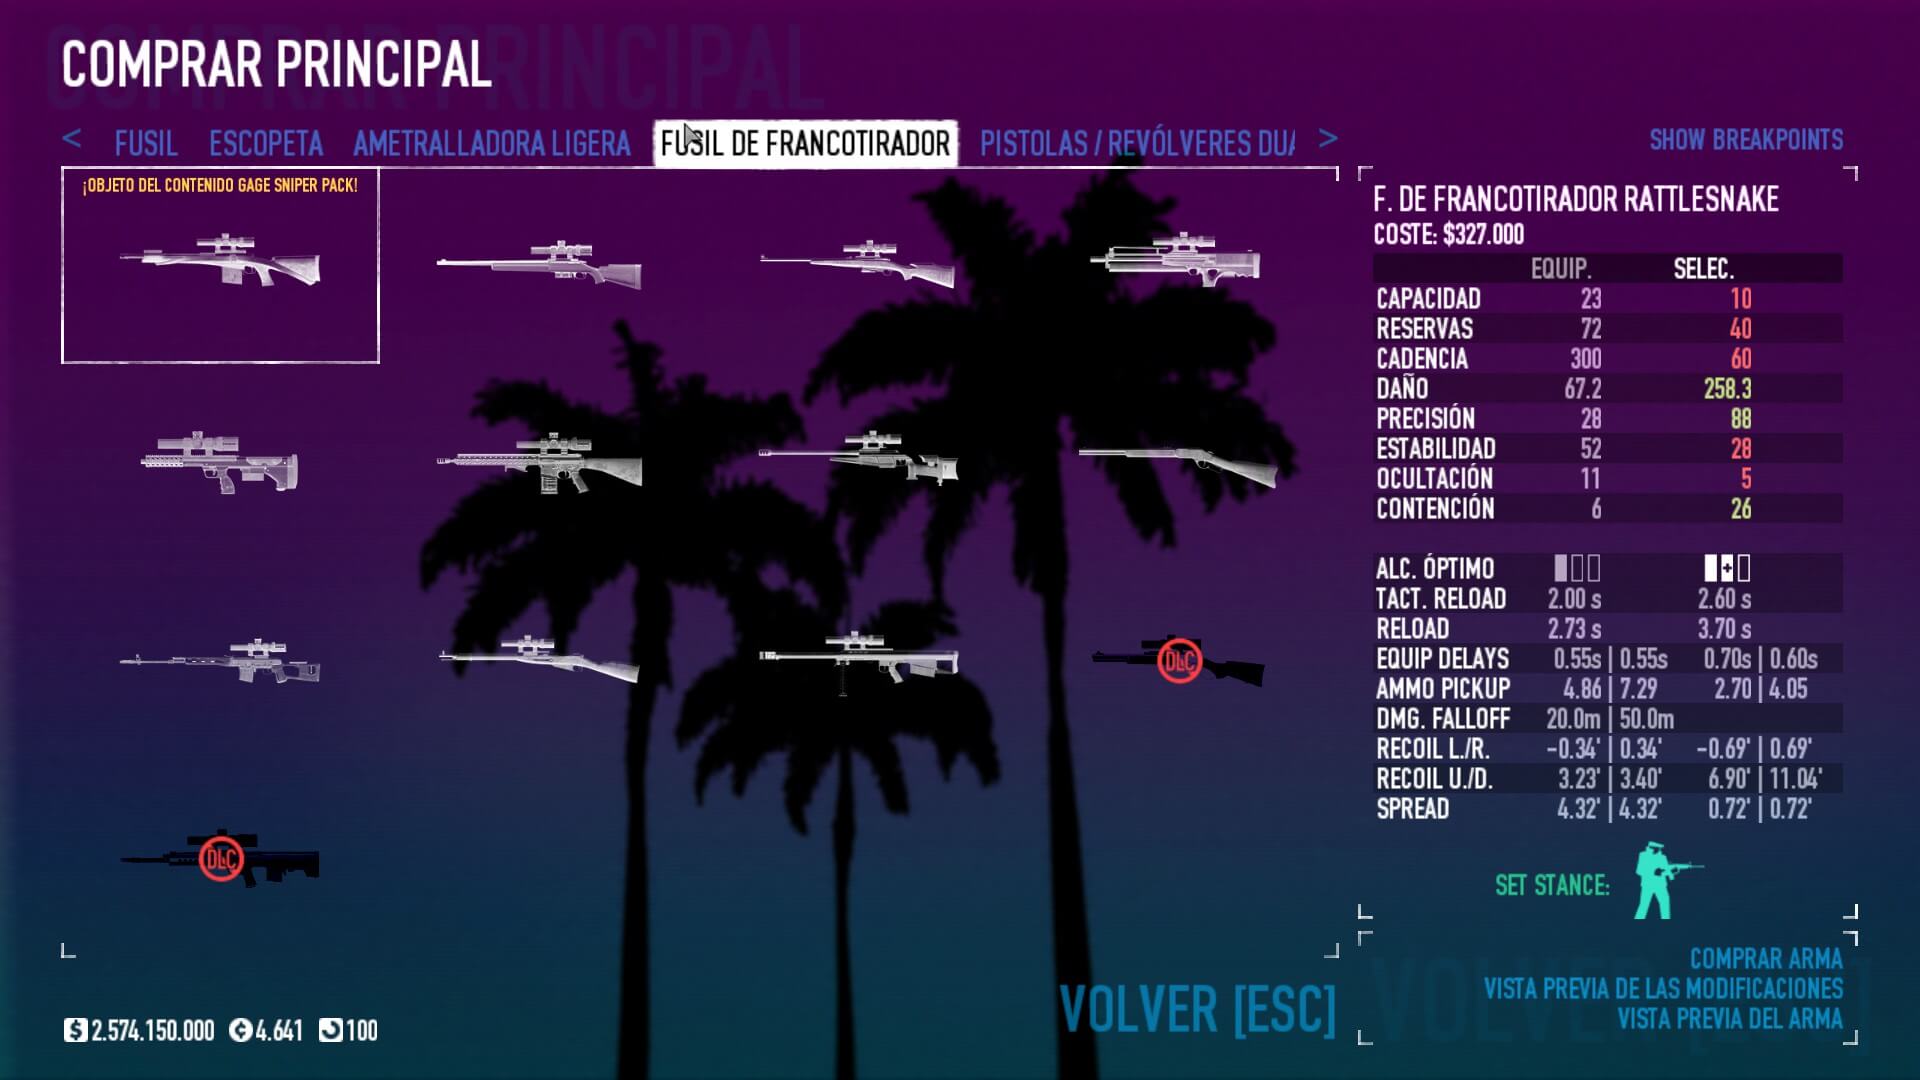 COMPRAR PRINCIPAL
< FUSIL ESCOPETA AMETRALLADORA LIGERA FUSIL DE FRANCOTIRADOR PISTOLAS / REVÓLVERES DUA >
SHOW BREAKPOINTS
¡OBJETO DEL CONTENIDO GAGE SNIPER PACK!
DLC
DLC
F. DE FRANCOTIRADOR RATTLESNAKE
COSTE: $327.000
EQUIP. SELEC.
CAPACIDAD 23 10
RESERVAS 72 40
CADENCIA 300 60
DAÑO 67.2 258.3
PRECISIÓN 28 88
ESTABILIDAD 52 28
OCULTACIÓN 11 5
CONTENCIÓN 6 26
ALC. ÓPTIMO
TACT. RELOAD 2.00 s 2.60 s
RELOAD 2.73 s 3.70 s
EQUIP DELAYS 0.55s | 0.55s 0.70s | 0.60s
AMMO PICKUP 4.86 | 7.29 2.70 | 4.05
DMG. FALLOFF 20.0m | 50.0m
RECOIL L./R. -0.34' | 0.34' -0.69' | 0.69'
RECOIL U./D. 3.23' | 3.40' 6.90' | 11.04'
SPREAD 4.32' | 4.32' 0.72' | 0.72'
SET STANCE:
COMPRAR ARMA
VISTA PREVIA DE LAS MODIFICACIONES
VISTA PREVIA DEL ARMA
VOLVER [ESC]
$ 2.574.150.000 4.641 100